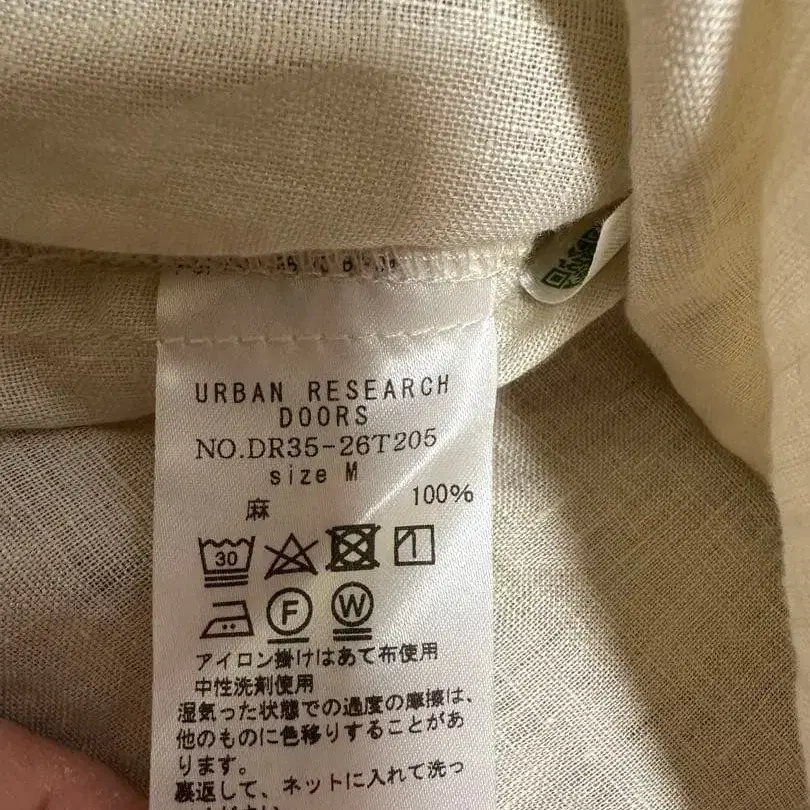 URBAN RESEARCH
DOORS
NO.DR35-26T205
size M
麻 100%
30
F W
アイロン掛けはあて布使用
中性洗剤使用
湿気った状態での過度の摩擦は、
他のものに色移りすることがあ
ります。
裏返して、ネットに入れて洗っ